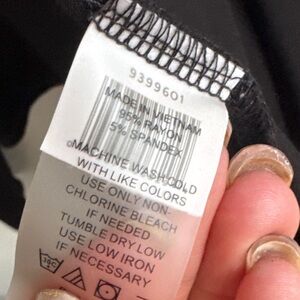 9399601
MADE IN VIETNAM
95% RAYON
5% SPANDEX
MACHINE WASH COLD
WITH LIKE COLORS
USE ONLY NON-
CHLORINE BLEACH
IF NEEDED
TUMBLE DRY LOW
USE LOW IRON
IF NECESSARY
30C